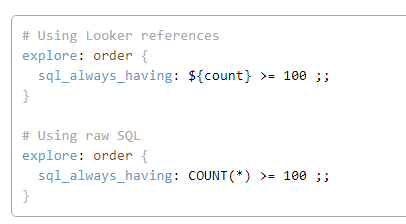 # Using Looker references
explore: order {
  sql_always_having: ${count} >= 100 ;;
}

# Using raw SQL
explore: order {
  sql_always_having: COUNT(*) >= 100 ;;
}